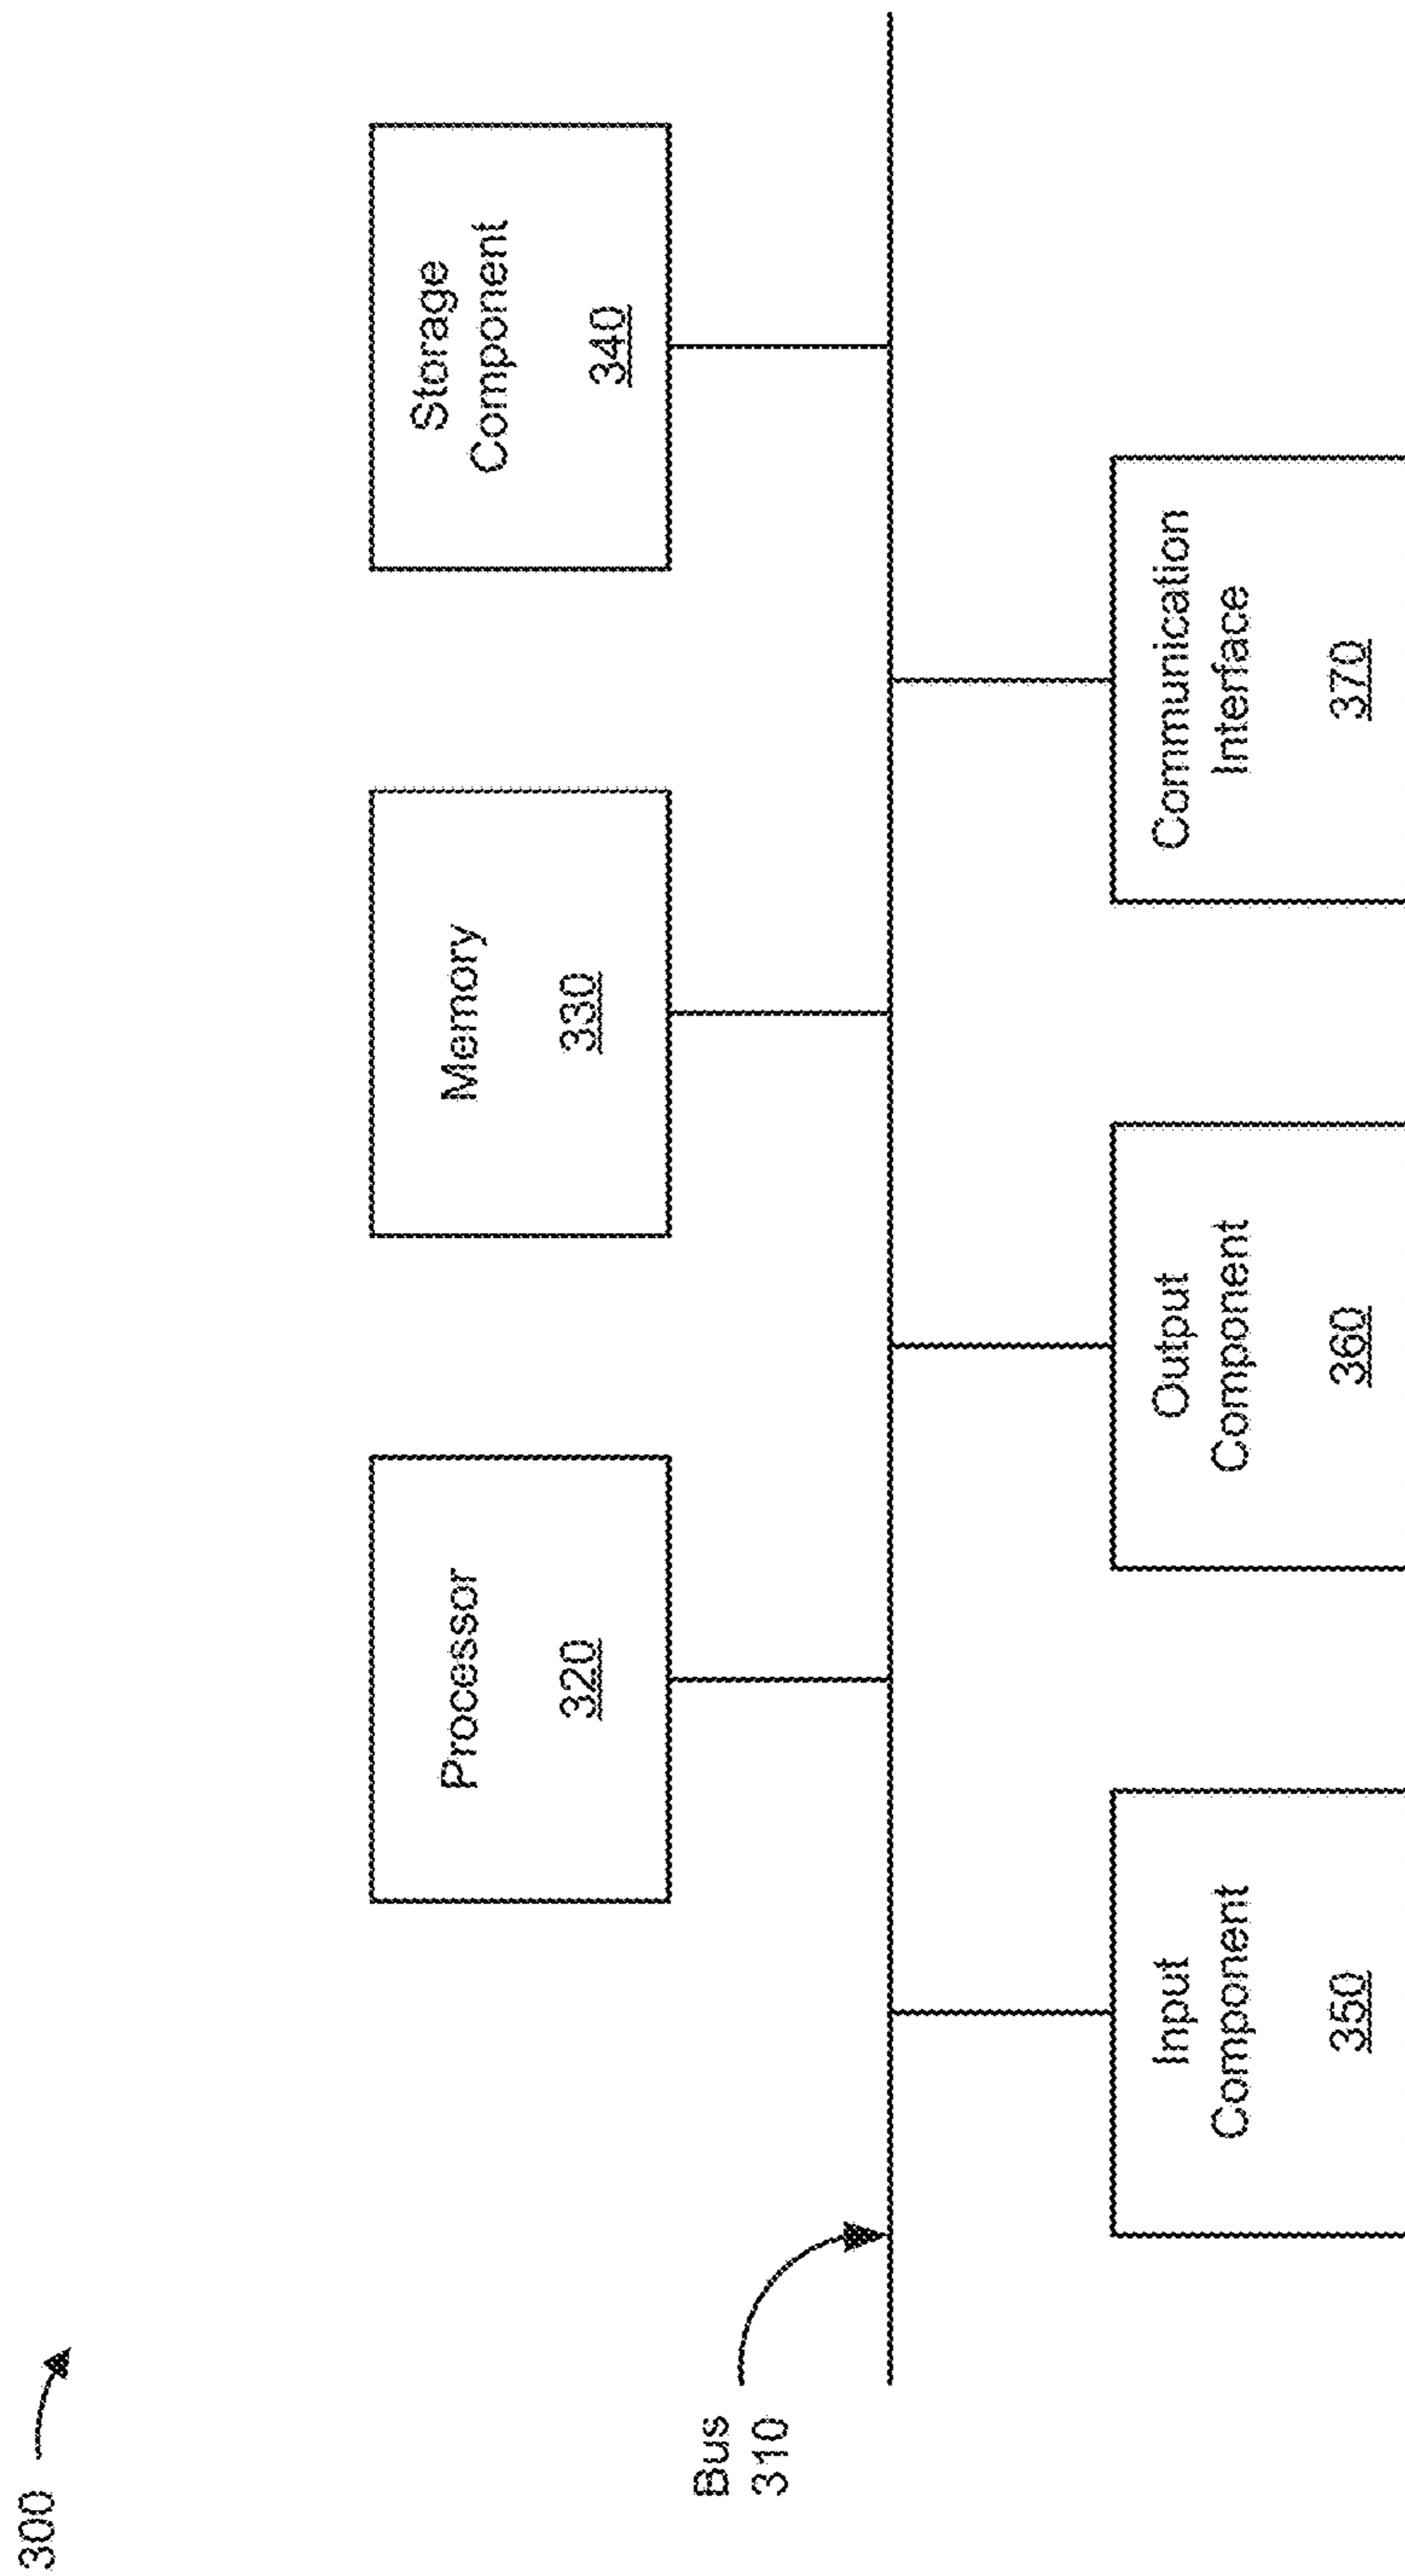 300
Processor
320
Memory
330
Storage
Component
340
Bus
310
Input
Component
350
Output
Component
360
Communication
Interface
370